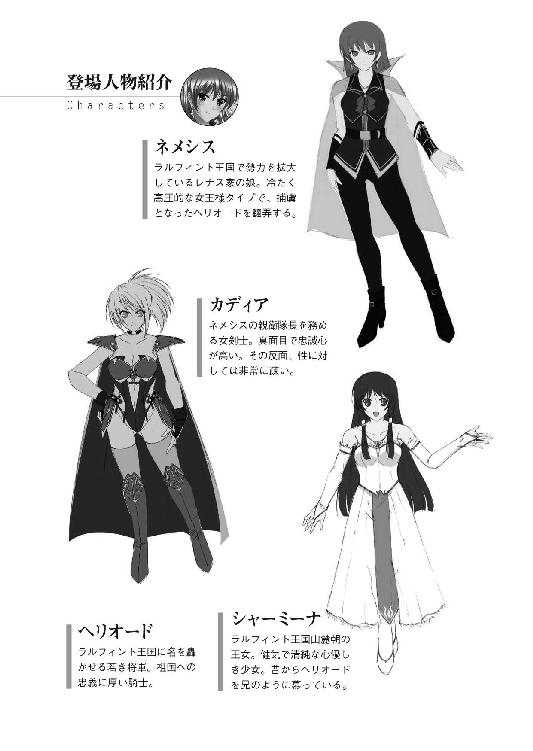 登場人物紹介
Characters
ネメシス
ラルフィント王国で勢力を拡大
しているレナス家の娘。冷たく
高圧的な女王様タイプで、捕虜
となったヘリオードを翻弄する。
カディア
ネメシスの親衛隊長を務め
る女剣士。真面目で忠誠心
が高い。その反面、性に対
しては非常に疎い。
シャーミーナ
ラルフィント王国山麓朝の
王女。健気で清純な心優し
き少女。昔からヘリオード
を兄のように慕っている。
ヘリオード
ラルフィント王国に名を轟
かせる若き将軍。祖国への
忠義に厚い騎士。